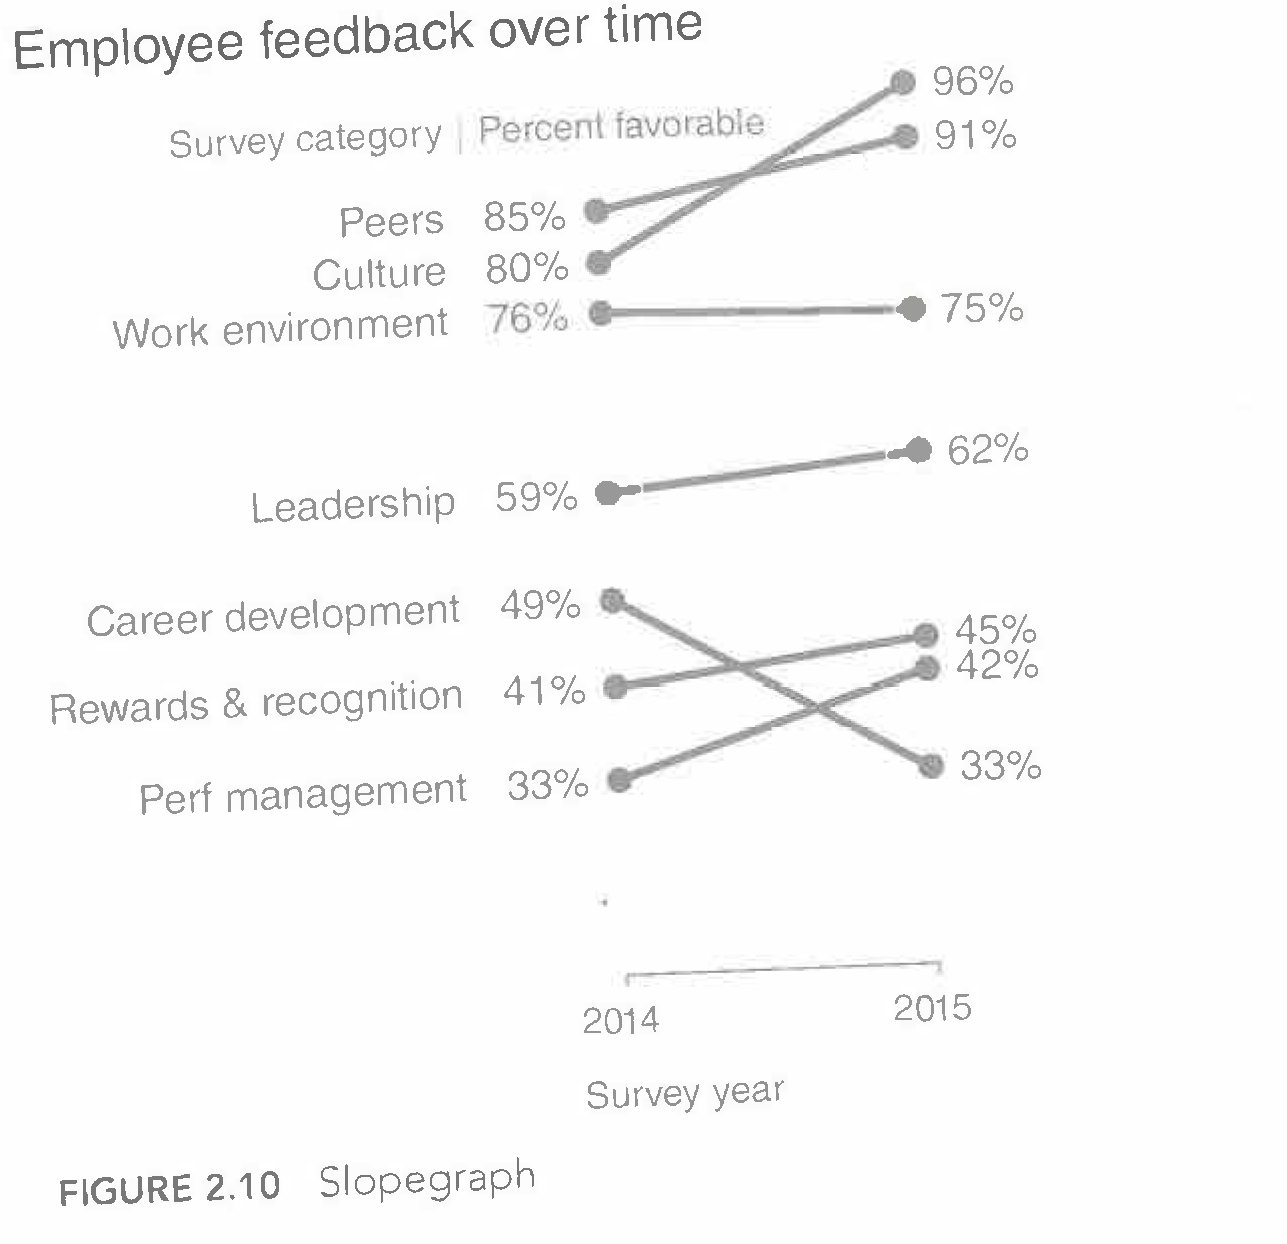 Employee feedback over time
96%
Survey category | Percent favorable
91%
Peers 85%
Culture 80%
Work environment 76% 75%
Leadership 59% 62%
Career development 49% 45%
42%
Rewards & recognition 41%
33%
Perf management 33%
2014 2015
Survey year
FIGURE 2.10 Slopegraph